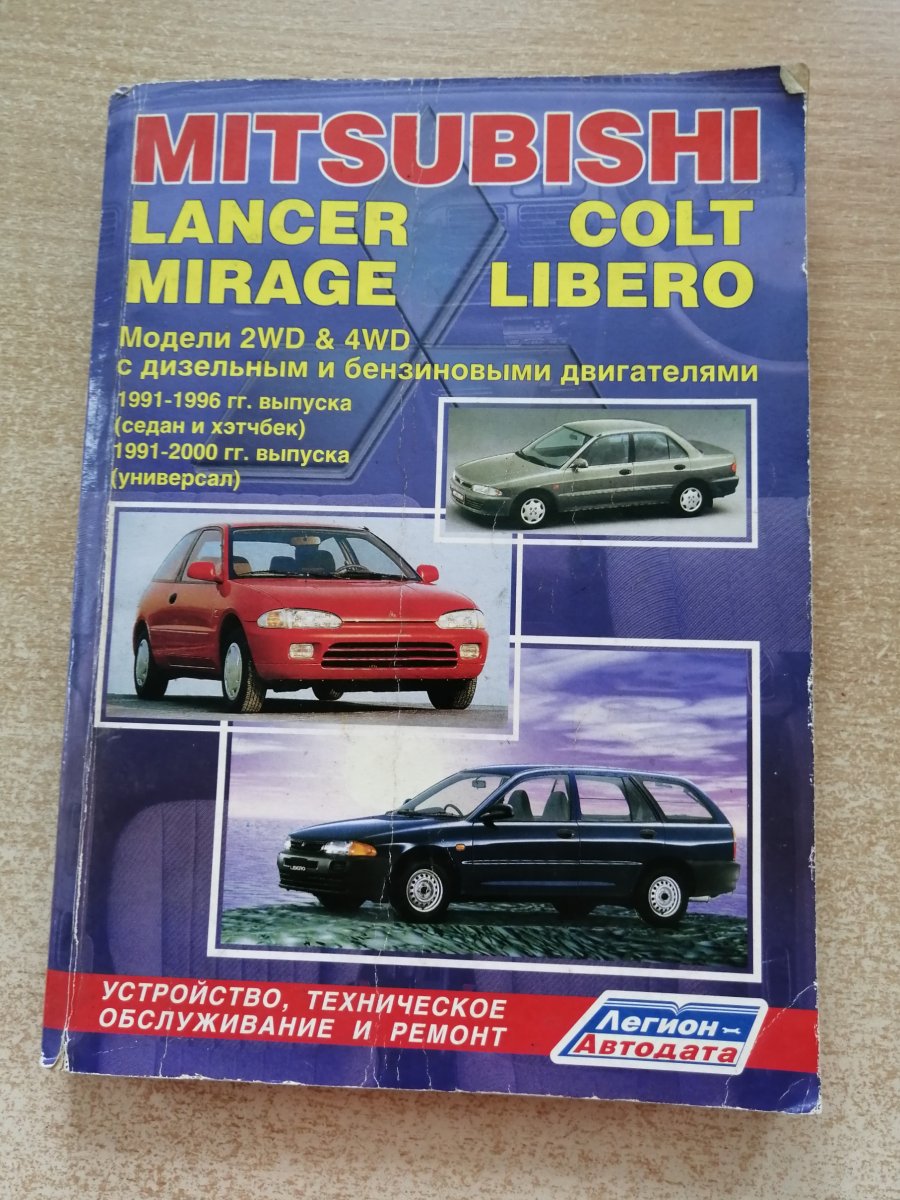 MITSUBISHI
LANCER COLT
MIRAGE LIBERO
Модели 2WD & 4WD
с дизельным и бензиновыми двигателями
1991-1996 гг. выпуска
(седан и хэтчбек)
1991-2000 гг. выпуска
(универсал)
LIBERO
УСТРОЙСТВО, ТЕХНИЧЕСКОЕ
ОБСЛУЖИВАНИЕ И РЕМОНТ
Легион-
Автодата